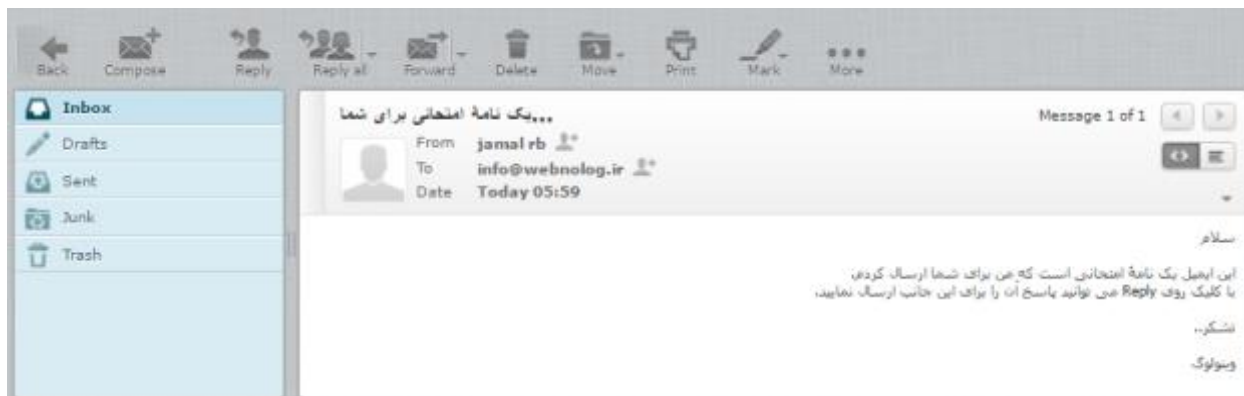 Back Compose Reply Reply all Forward Delete Move Print Mark More
Inbox
Drafts
Sent
Junk
Trash
یک نامهٔ امتحانی برای شما...
Message 1 of 1
From jamal rb
To info@webnolog.ir
Date Today 05:59
سلام
این ایمیل یک نامهٔ امتحانی است که من برای شما ارسال کردم.
با کلیک روی Reply می توانید پاسخ آن را برای این جانب ارسال نمایید.
تشکر..
وبنولوگ